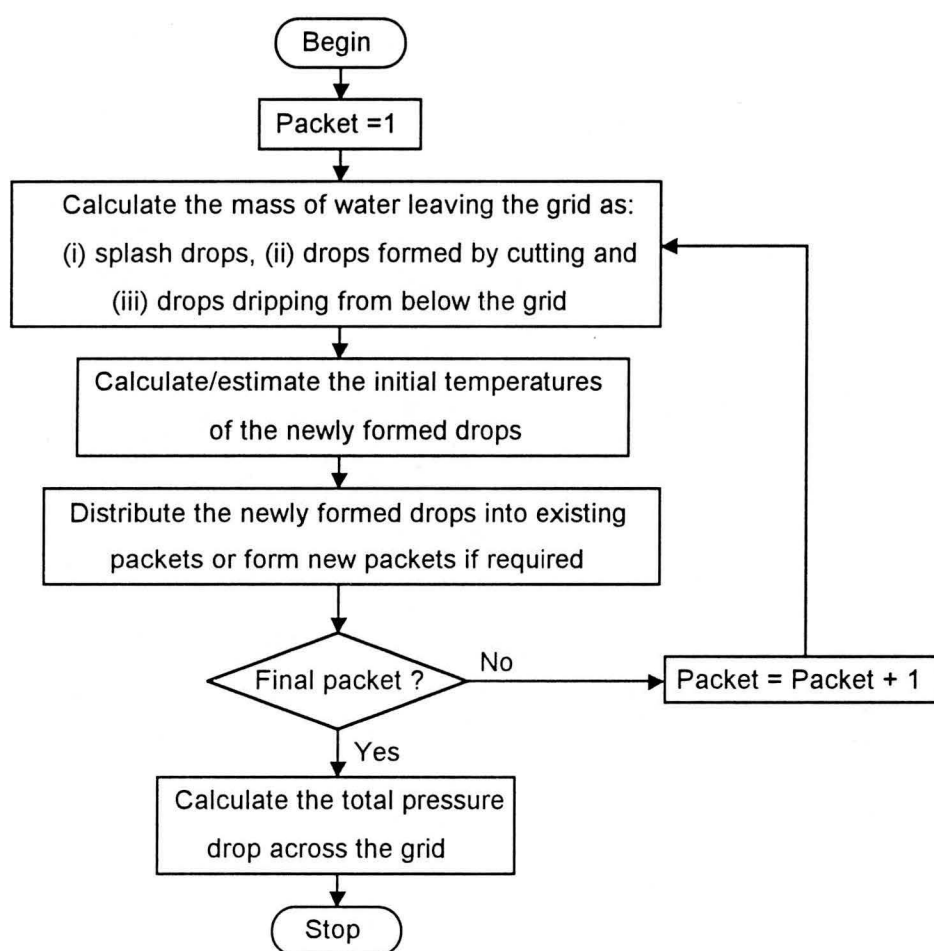 Begin
Packet =1
Calculate the mass of water leaving the grid as:
(i) splash drops, (ii) drops formed by cutting and
(iii) drops dripping from below the grid
Calculate/estimate the initial temperatures
of the newly formed drops
Distribute the newly formed drops into existing
packets or form new packets if required
Final packet ?
No
Packet = Packet + 1
Yes
Calculate the total pressure
drop across the grid
Stop